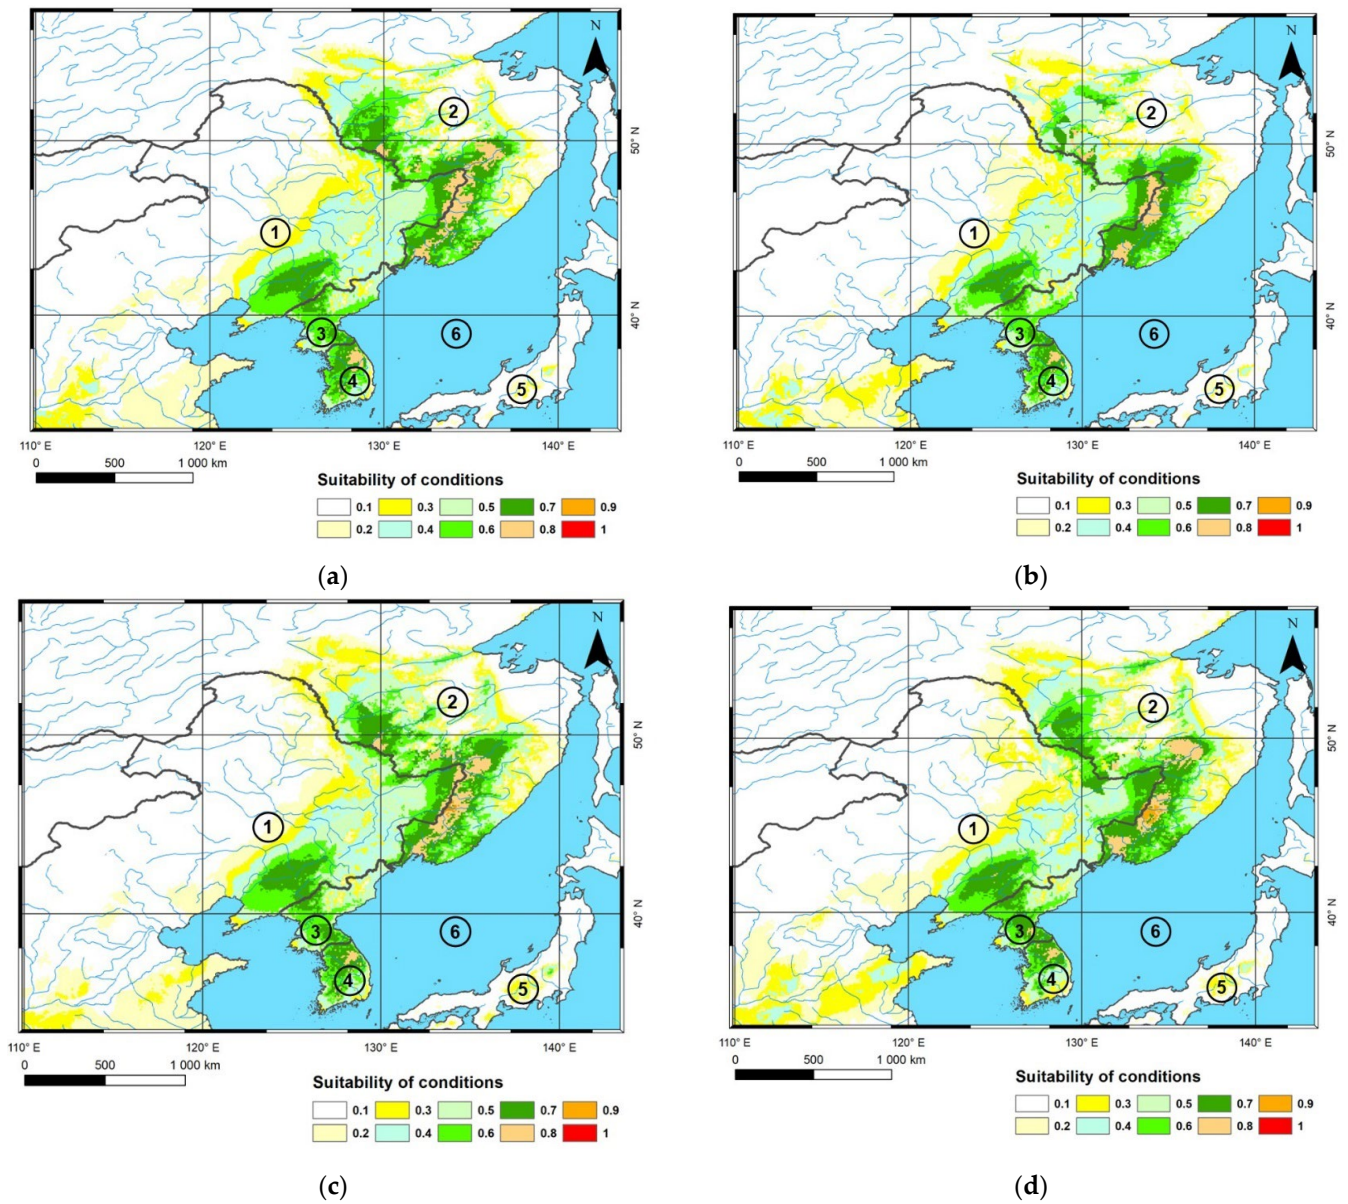 N
2
50° N
1
40° N
3
6
4
5
110° E
120° E
130° E
140° E
0
500
1 000 km
Suitability of conditions
0.1
0.3
0.5
0.7
0.9
0.2
0.4
0.6
0.8
1
(a)
N
2
50° N
1
40° N
3
6
4
5
110° E
120° E
130° E
140° E
0
500
1 000 km
Suitability of conditions
0.1
0.3
0.5
0.7
0.9
0.2
0.4
0.6
0.8
1
(b)
N
2
50° N
1
40° N
3
6
4
5
110° E
120° E
130° E
140° E
0
500
1 000 km
Suitability of conditions
0.1
0.3
0.5
0.7
0.9
0.2
0.4
0.6
0.8
1
(c)
N
2
50° N
1
40° N
3
6
4
5
110° E
120° E
130° E
140° E
0
500
1 000 km
Suitability of conditions
0.1
0.3
0.5
0.7
0.9
0.2
0.4
0.6
0.8
1
(d)